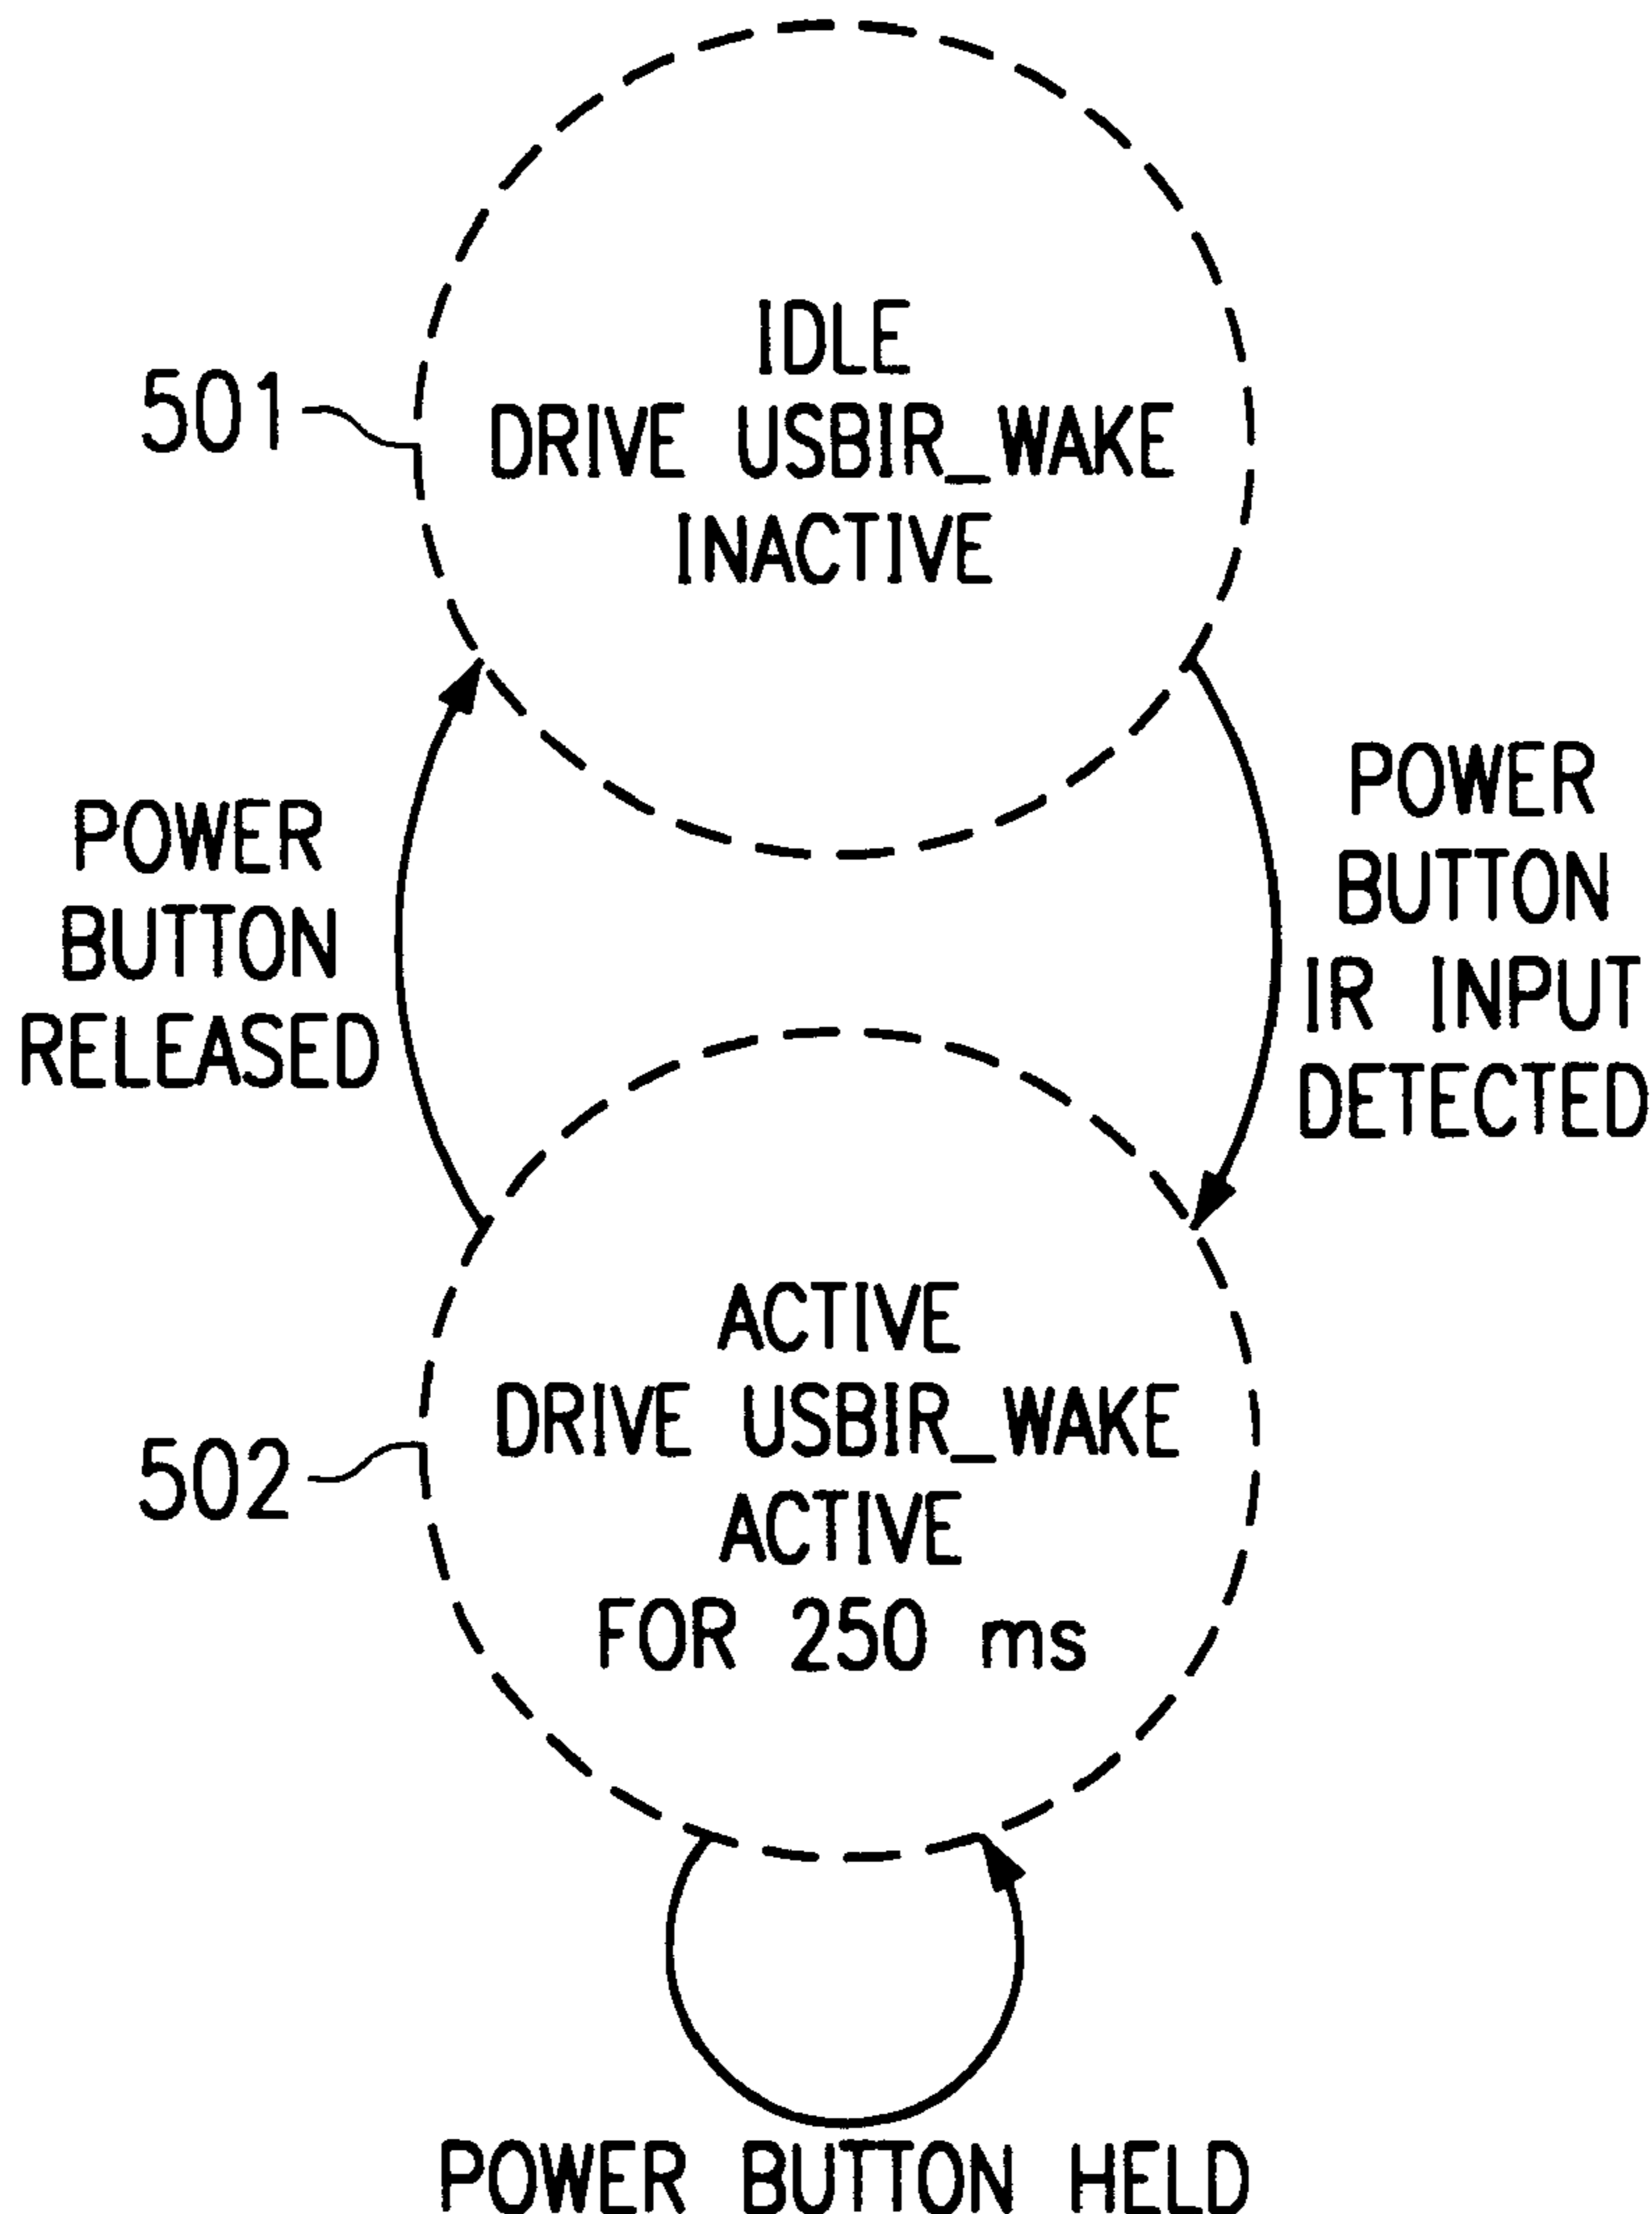 IDLE
DRIVE USBIR_WAKE
INACTIVE
501
POWER
BUTTON
RELEASED
POWER
BUTTON
IR INPUT
DETECTED
ACTIVE
DRIVE USBIR_WAKE
ACTIVE
FOR 250 ms
502
POWER BUTTON HELD